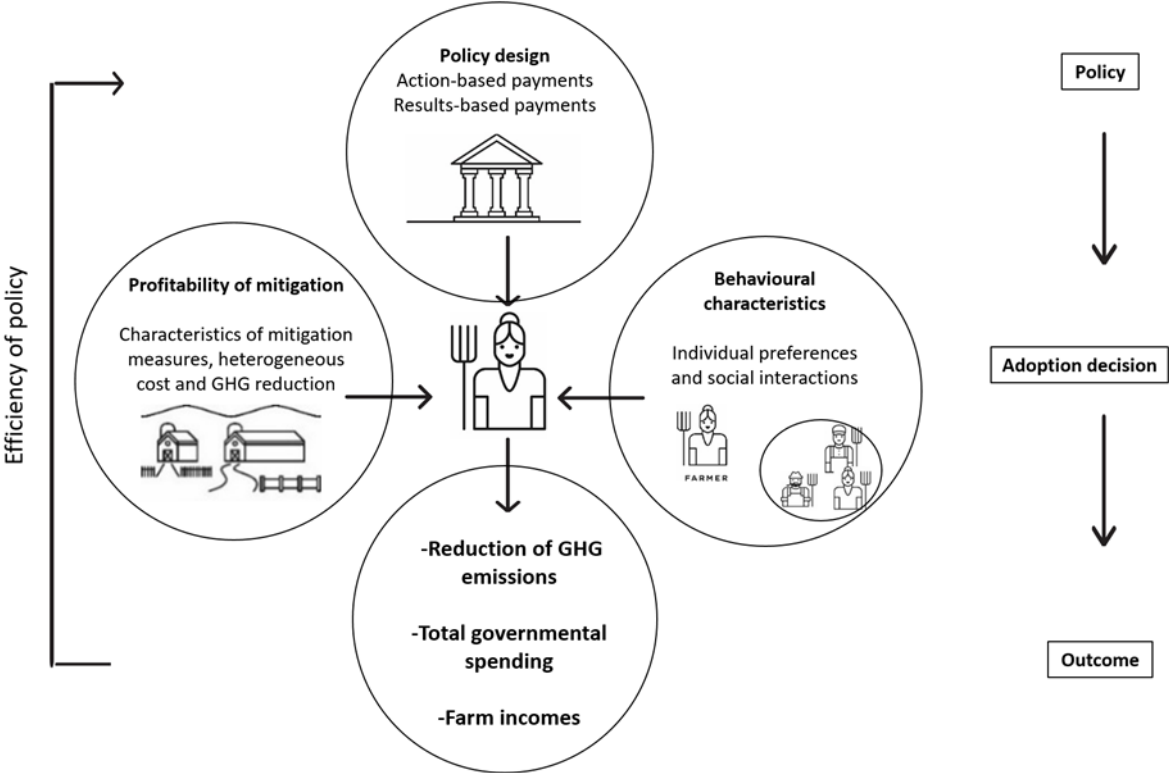 Policy design
Action-based payments
Results-based payments
Policy
Efficiency of policy
Profitability of mitigation
Characteristics of mitigation
measures, heterogeneous
cost and GHG reduction
Behavioural
characteristics
Individual preferences
and social interactions
FARMER
Adoption decision
-Reduction of GHG
emissions
-Total governmental
spending
-Farm incomes
Outcome